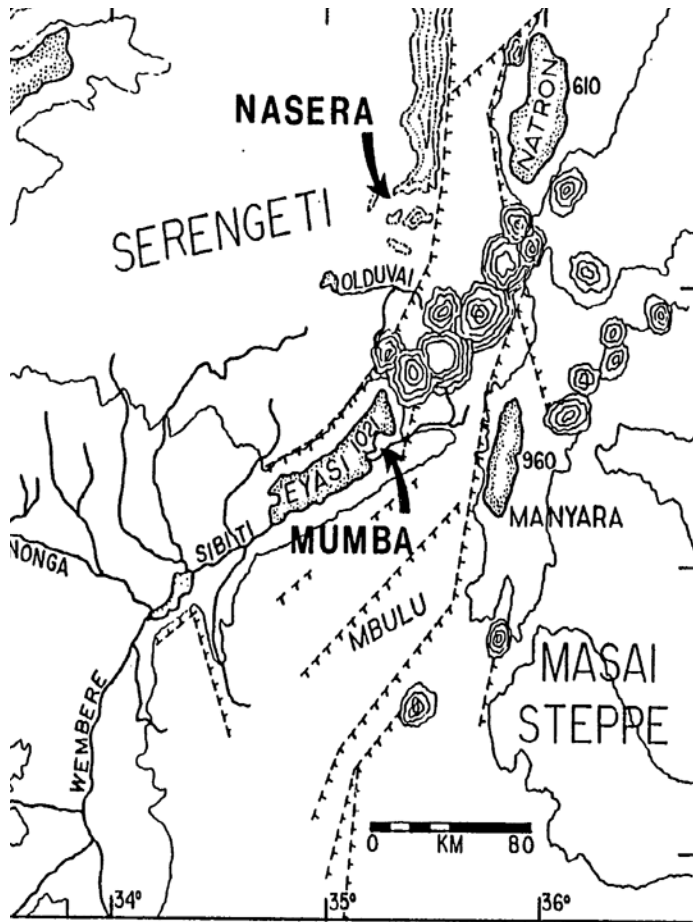 NASERA
610
NATRON
SERENGETI
OLDUVAI
EYASI 1021
960
MANYARA
MUMBA
SIBITI
NONGA
MBULU
MASAI
STEPPE
WEMBERE
0 KM 80
34° 35° 36°